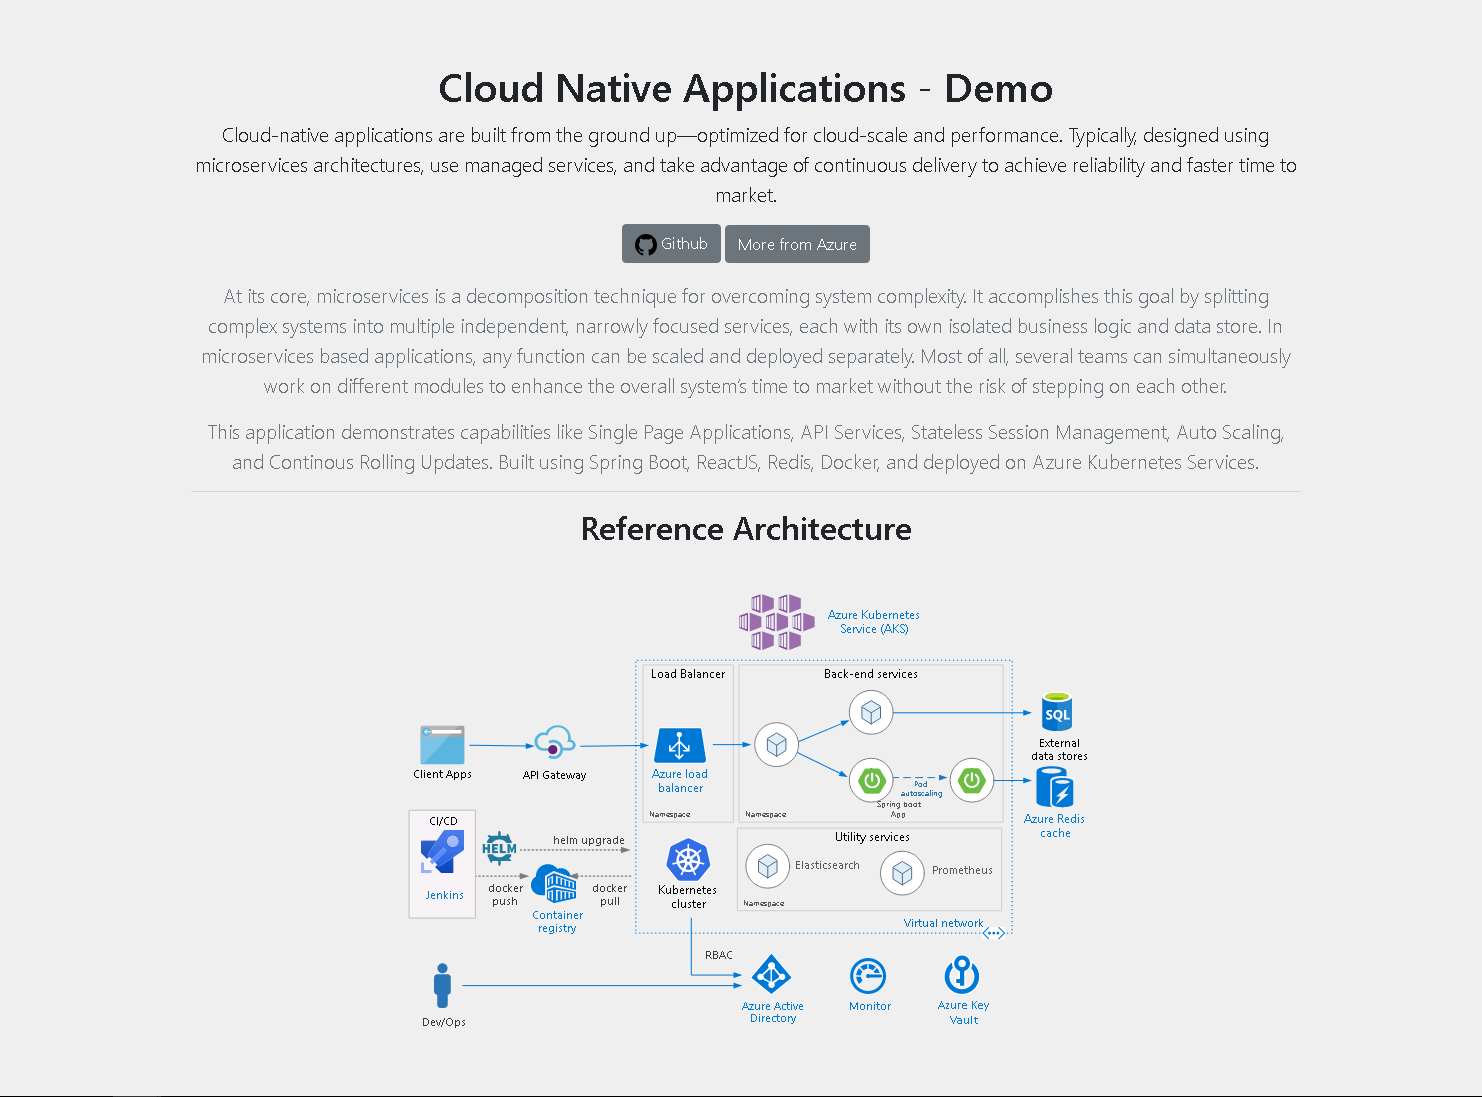 Cloud Native Applications - Demo
Cloud-native applications are built from the ground up—optimized for cloud-scale and performance. Typically, designed using
microservices architectures, use managed services, and take advantage of continuous delivery to achieve reliability and faster time to
market.
Github
More from Azure
At its core, microservices is a decomposition technique for overcoming system complexity. It accomplishes this goal by splitting
complex systems into multiple independent, narrowly focused services, each with its own isolated business logic and data store. In
microservices based applications, any function can be scaled and deployed separately. Most of all, several teams can simultaneously
work on different modules to enhance the overall system's time to market without the risk of stepping on each other.
This application demonstrates capabilities like Single Page Applications, API Services, Stateless Session Management, Auto Scaling,
and Continous Rolling Updates. Built using Spring Boot, ReactJS, Redis, Docker, and deployed on Azure Kubernetes Services.
Reference Architecture
Azure Kubernetes
Service (AKS)
Load Balancer
Back-end services
SQL
External
data stores
Client Apps
API Gateway
Azure load
balancer
Pod
autoscaling
Spring boot
App
Namespace
Namespace
Azure Redis
cache
CI/CD
Jenkins
HELM
helm upgrade
docker
push
docker
pull
Container
registry
Kubernetes
cluster
Utility services
Elasticsearch
Prometheus
Namespace
Virtual network
RBAC
Dev/Ops
Azure Active
Directory
Monitor
Azure Key
Vault